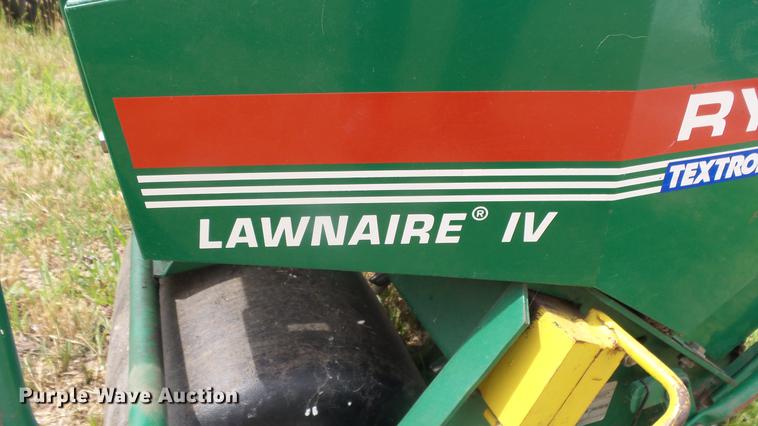 RY
TEXTRO
LAWNAIRE® IV
Purple Wave Auction